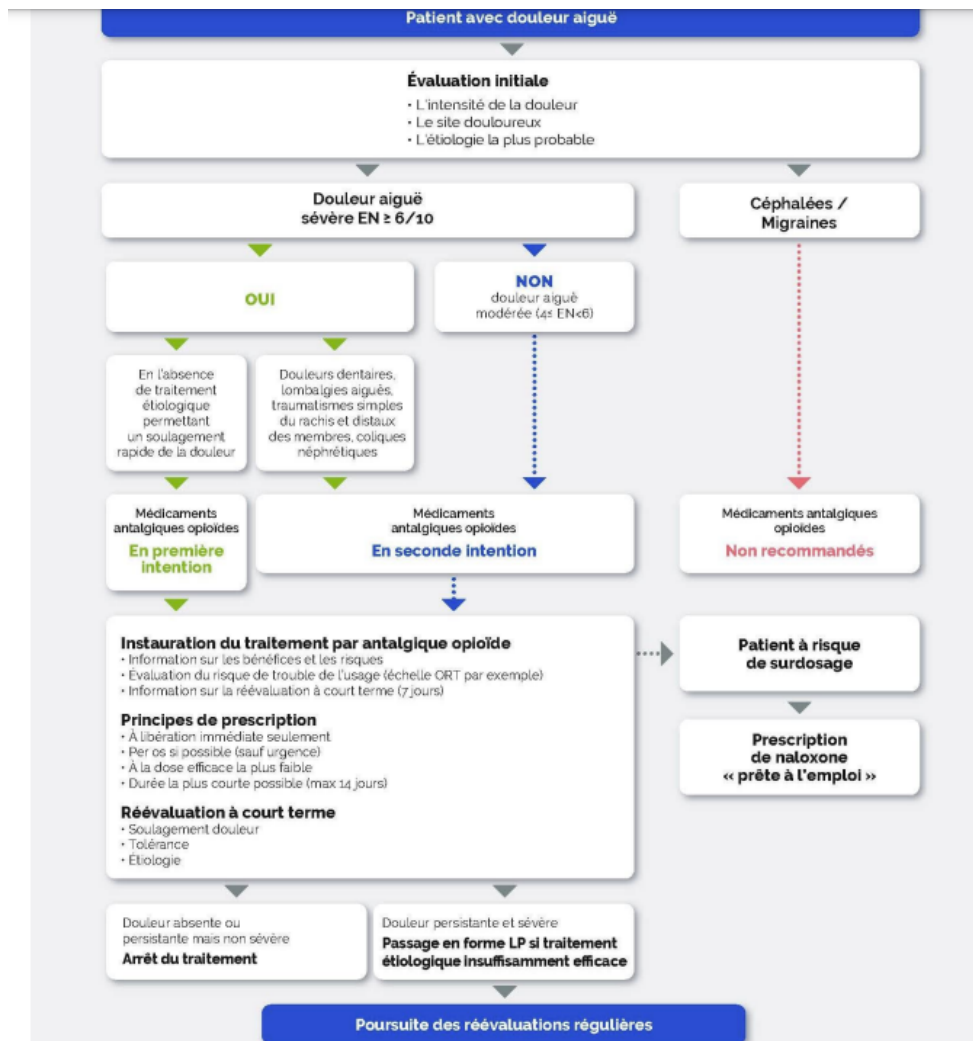 Patient avec douleur aiguë
Évaluation initiale
• L'intensité de la douleur
• Le site douloureux
• L'étiologie la plus probable
Douleur aiguë
sévère EN ≥ 6/10
Céphalées /
Migraines
OUI
NON
douleur aiguë
modérée (4≤ EN<6)
En l'absence
de traitement
étiologique
permettant
un soulagement
rapide de la douleur
Douleurs dentaires,
lombalgies aiguës,
traumatismes simples
du rachis et distaux
des membres, coliques
néphrétiques
Médicaments
antalgiques opioïdes
En première
intention
Médicaments
antalgiques opioïdes
En seconde intention
Médicaments antalgiques
opioïdes
Non recommandés
Instauration du traitement par antalgique opioïde
• Information sur les bénéfices et les risques
• Évaluation du risque de trouble de l'usage (échelle ORT par exemple)
• Information sur la réévaluation à court terme (7 jours)
Principes de prescription
• À libération immédiate seulement
• Per os si possible (sauf urgence)
• À la dose efficace la plus faible
• Durée la plus courte possible (max 14 jours)
Réévaluation à court terme
• Soulagement douleur
• Tolérance
• Étiologie
Patient à risque
de surdosage
Prescription
de naloxone
« prête à l'emploi »
Douleur absente ou
persistante mais non sévère
Arrêt du traitement
Douleur persistante et sévère
Passage en forme LP si traitement
étiologique insuffisamment efficace
Poursuite des réévaluations régulières